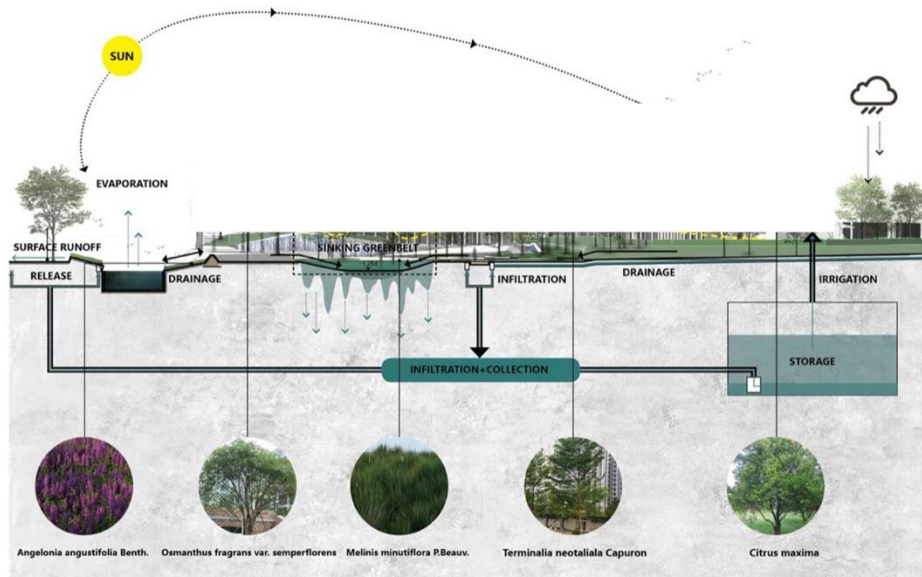 SUN
EVAPORATION
SURFACE RUNOFF
SINKING GREENBELT
RELEASE
DRAINAGE
INFILTRATION
DRAINAGE
IRRIGATION
STORAGE
INFILTRATION+COLLECTION
Angelonia angustifolia Benth.
Osmanthus fragrans var. semperflorens
Melinis minutiflora P.Beauv.
Terminalia neotaliala Capuron
Citrus maxima